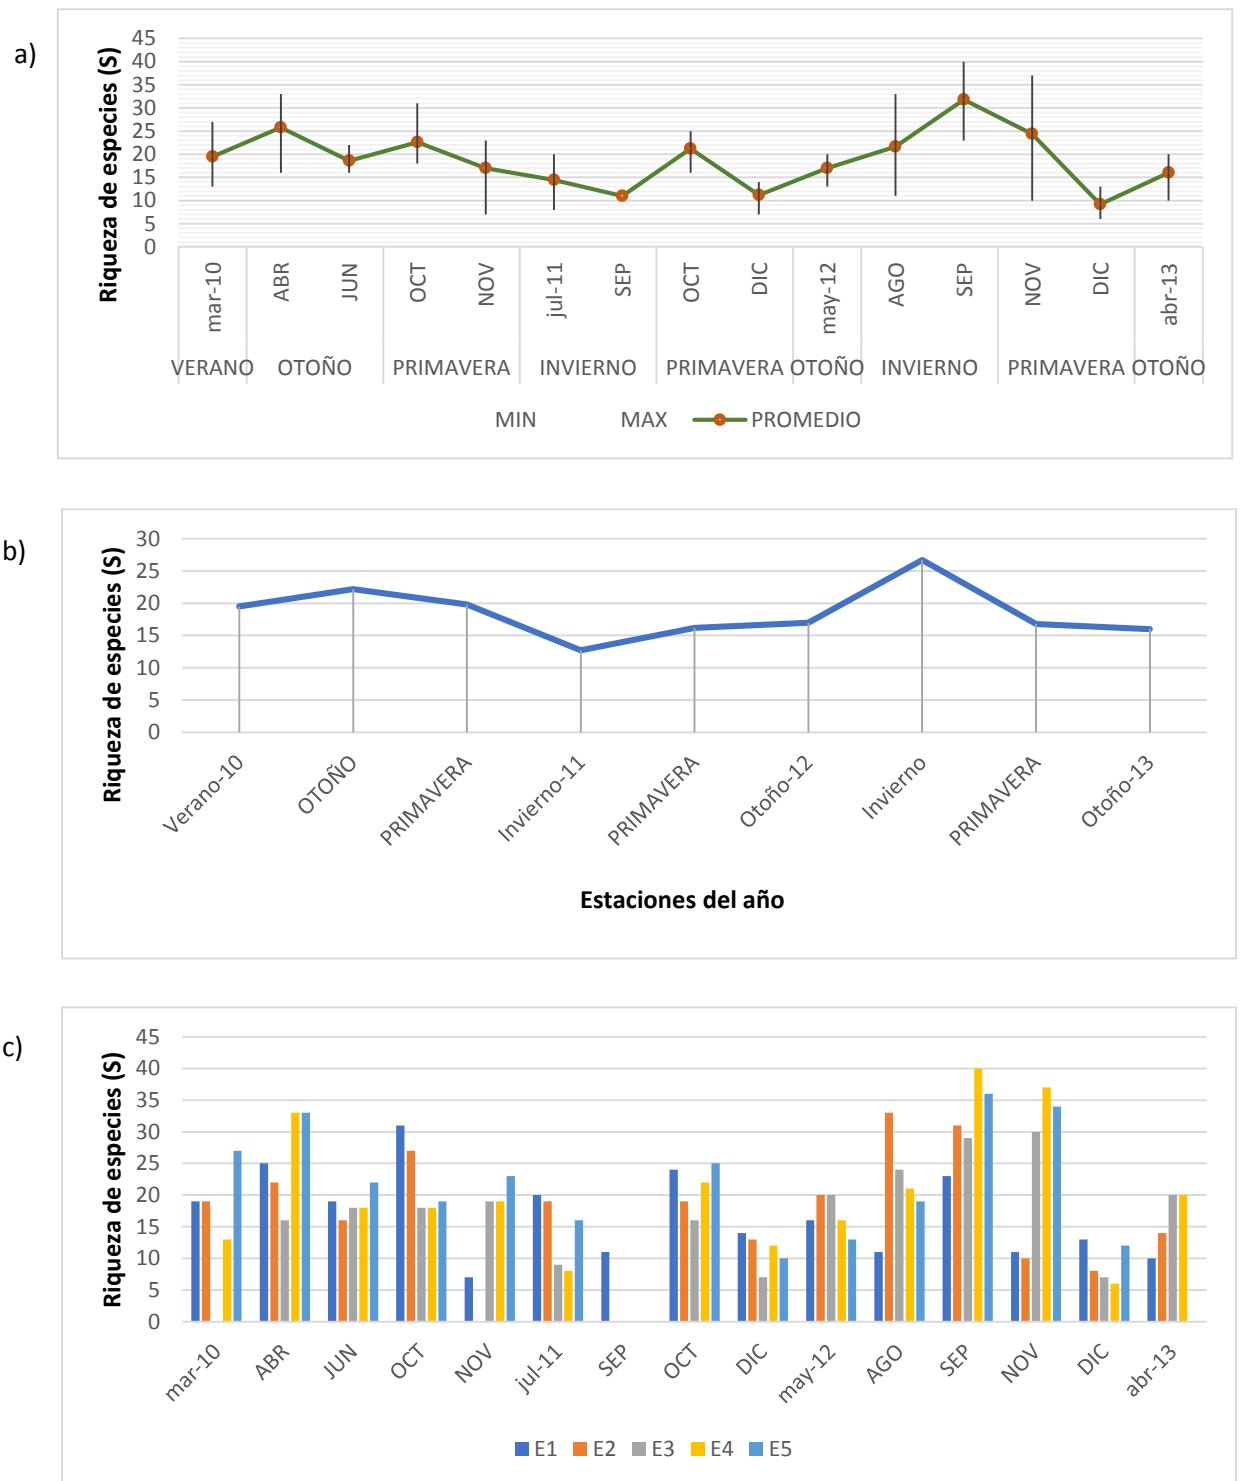 a)
Riqueza de especies (S)
45
40
35
30
25
20
15
10
5
0
mar-10 ABR JUN OCT NOV jul-11 SEP OCT DIC may-12 AGO SEP NOV DIC abr-13
VERANO OTOÑO PRIMAVERA INVIERNO PRIMAVERA OTOÑO INVIERNO PRIMAVERA OTOÑO
MIN MAX PROMEDIO
b)
Riqueza de especies (S)
30
25
20
15
10
5
0
Verano-10 OTOÑO PRIMAVERA Invierno-11 PRIMAVERA Otoño-12 Invierno PRIMAVERA Otoño-13
Estaciones del año
c)
Riqueza de especies (S)
45
40
35
30
25
20
15
10
5
0
mar-10 ABR JUN OCT NOV jul-11 SEP OCT DIC may-12 AGO SEP NOV DIC abr-13
E1 E2 E3 E4 E5